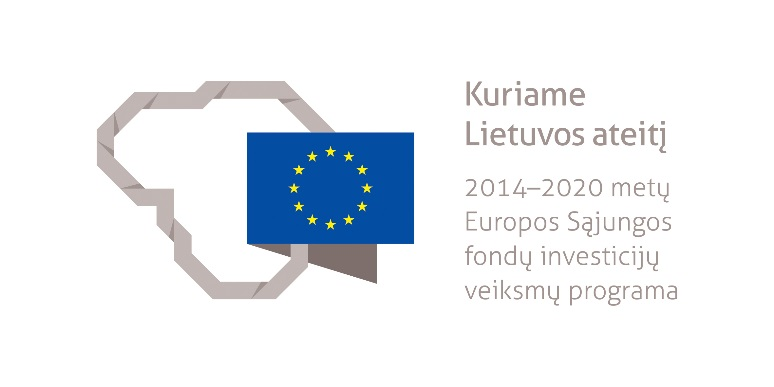 Kuriame
Lietuvos ateitį
2014–2020 metų
Europos Sąjungos
fondų investicijų
veiksmų programa